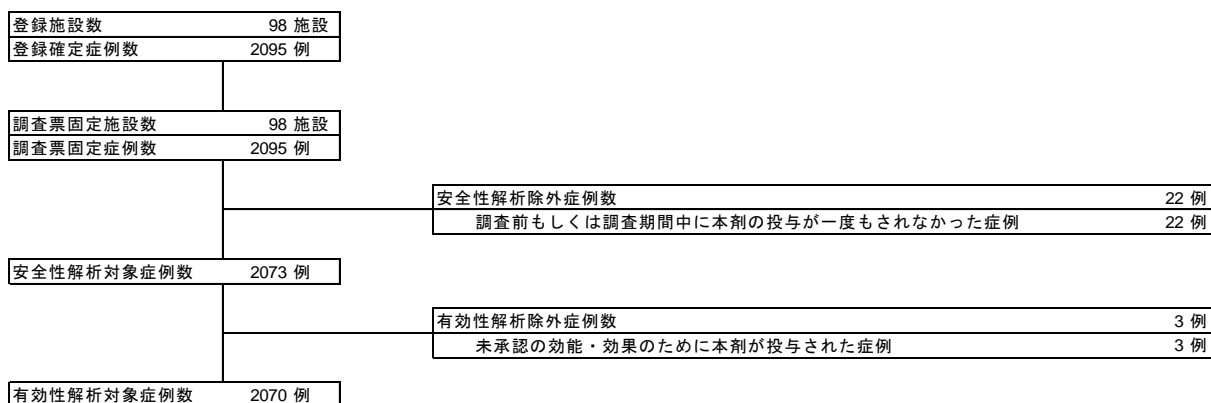 登録施設数 98 施設
登録確定症例数 2095 例
調査票固定施設数 98 施設
調査票固定症例数 2095 例
安全性解析除外症例数 22 例
調査前もしくは調査期間中に本剤の投与が一度もされなかった症例 22 例
安全性解析対象症例数 2073 例
有効性解析除外症例数 3 例
未承認の効能・効果のために本剤が投与された症例 3 例
有効性解析対象症例数 2070 例